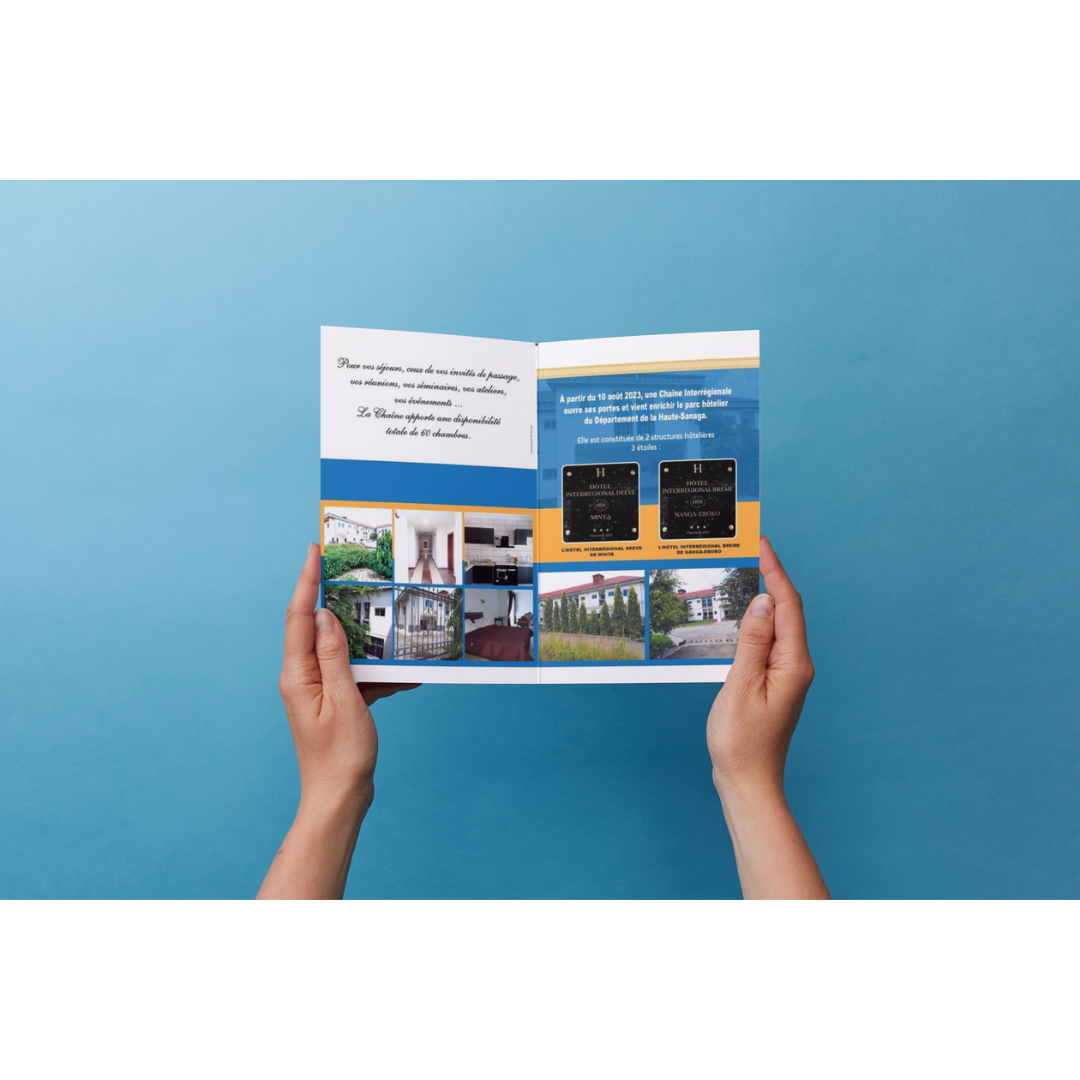 Pour vos séjours, ceux de vos invités de passage,
vos réunions, vos séminaires, vos ateliers,
vos événements ...
La Chaîne apporte une disponibilité
totale de 60 chambres.
À partir du 10 août 2023, une Chaîne Interrégionale
ouvre ses portes et vient enrichir le parc hôtelier
du Département de la Haute-Sanaga.
Elle est constituée de 2 structures hôtelières
3 étoiles :
H
HÔTEL
INTERREGIONAL DEEVE
MINTA
L'HÔTEL INTERRÉGIONAL DEEVE
DE MINTA
H
HÔTEL
INTERREGIONAL BREME
NANGA-EBOKO
L'HÔTEL INTERRÉGIONAL BREME
DE NANGA-EBOKO